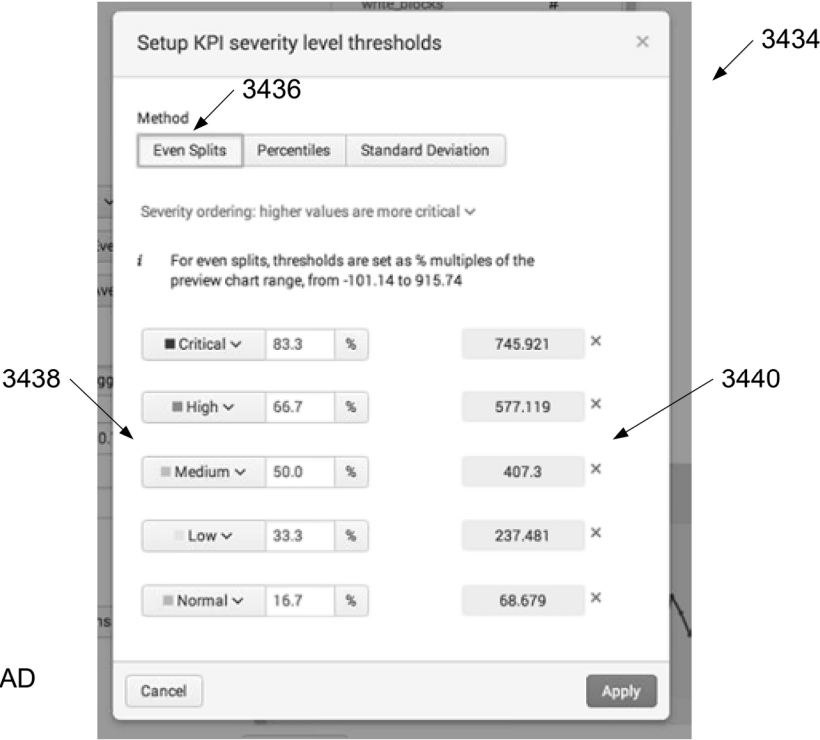 write_blocks #
Setup KPI severity level thresholds ×
3434
3436
Method
Even Splits Percentiles Standard Deviation
Severity ordering: higher values are more critical
i For even splits, thresholds are set as % multiples of the
preview chart range, from -101.14 to 915.74
Critical 83.3 % 745.921 ×
3438
3440
High 66.7 % 577.119 ×
Medium 50.0 % 407.3 ×
Low 33.3 % 237.481 ×
Normal 16.7 % 68.679 ×
AD
Cancel Apply